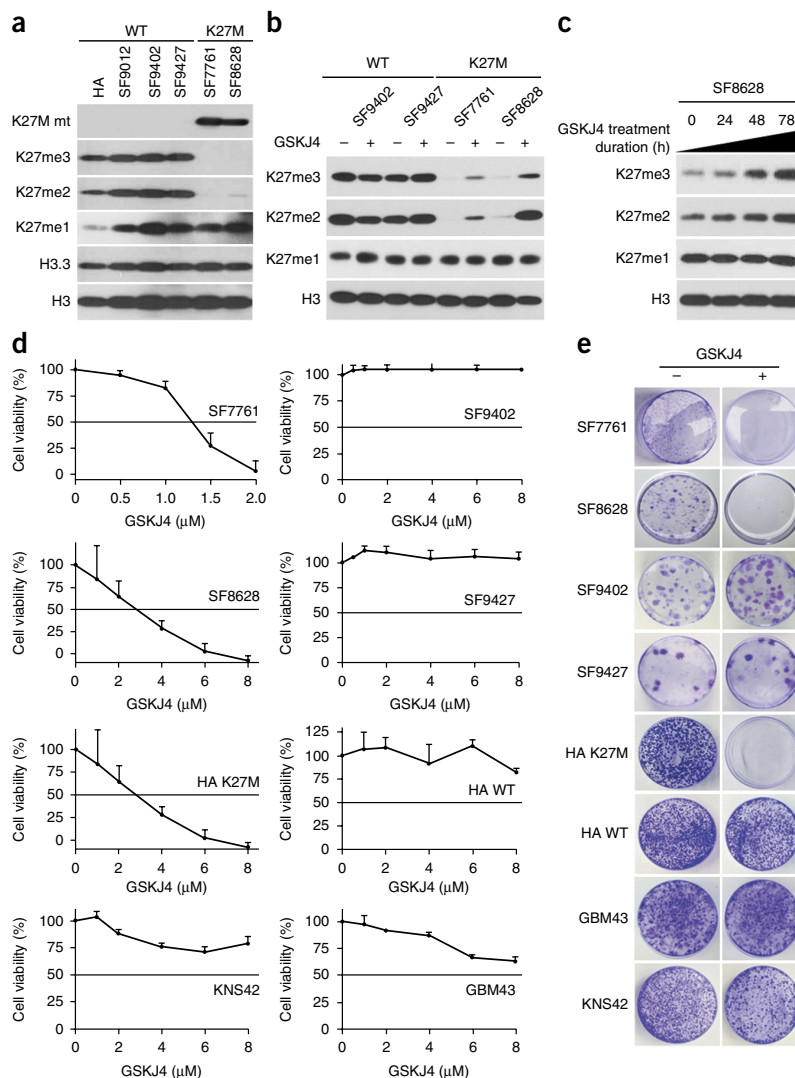 a
WT
K27M
HA
SF9012
SF9402
SF9427
SF7761
SF8628
K27M mt
K27me3
K27me2
K27me1
H3.3
H3
b
WT
K27M
SF9402
SF9427
SF7761
SF8628
GSKJ4
– + – + – + – +
K27me3
K27me2
K27me1
H3
c
SF8628
GSKJ4 treatment
duration (h)
0 24 48 78
K27me3
K27me2
K27me1
H3
d
Cell viability (%)
100
75
50
25
0
SF7761
0 0.5 1.0 1.5 2.0
GSKJ4 (μM)
Cell viability (%)
100
75
50
25
0
SF9402
0 2 4 6 8
GSKJ4 (μM)
Cell viability (%)
100
75
50
25
0
SF8628
0 2 4 6 8
GSKJ4 (μM)
Cell viability (%)
100
75
50
25
0
SF9427
0 2 4 6 8
GSKJ4 (μM)
Cell viability (%)
100
75
50
25
0
HA K27M
0 2 4 6 8
GSKJ4 (μM)
Cell viability (%)
125
100
75
50
25
0
HA WT
0 2 4 6 8
GSKJ4 (μM)
Cell viability (%)
100
75
50
25
0
KNS42
0 2 4 6 8
GSKJ4 (μM)
Cell viability (%)
100
75
50
25
0
GBM43
0 2 4 6 8
GSKJ4 (μM)
e
GSKJ4
– +
SF7761
SF8628
SF9402
SF9427
HA K27M
HA WT
GBM43
KNS42